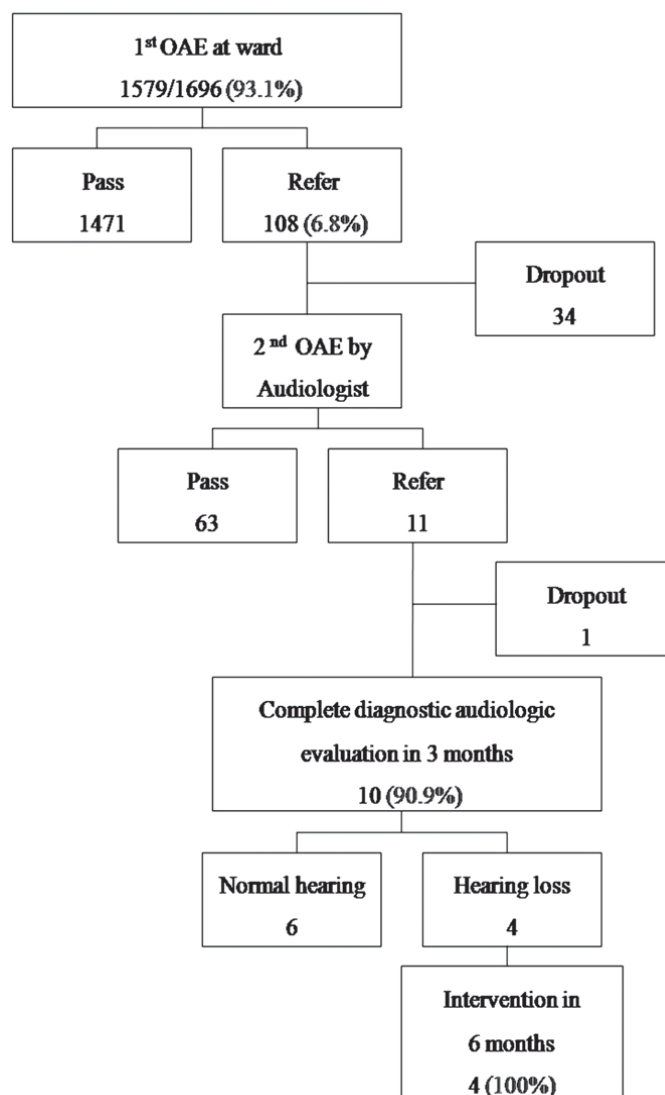 1st OAE at ward
1579/1696 (93.1%)
Pass
1471
Refer
108 (6.8%)
Dropout
34
2 nd OAE by
Audiologist
Pass
63
Refer
11
Dropout
1
Complete diagnostic audiologic
evaluation in 3 months
10 (90.9%)
Normal hearing
6
Hearing loss
4
Intervention in
6 months
4 (100%)